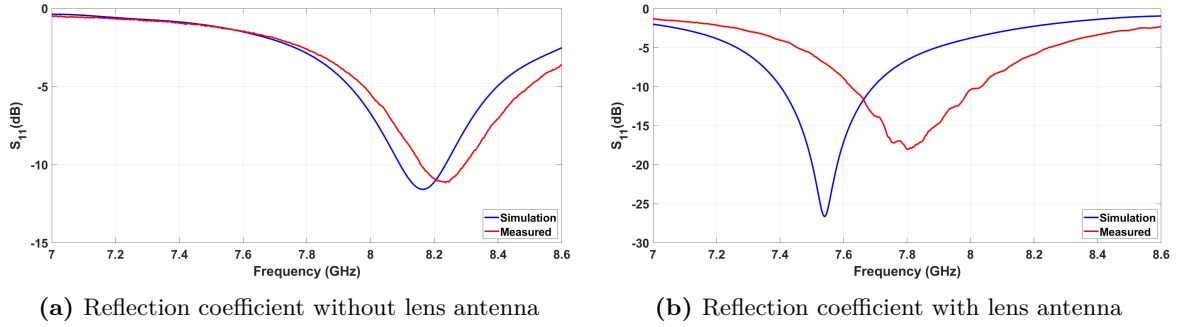 0
-5
-10
-15
S11(dB)
7
7.2
7.4
7.6
7.8
8
8.2
8.4
8.6
Frequency (GHz)
Simulation
Measured
(a) Reflection coefficient without lens antenna
0
-5
-10
-15
-20
-25
-30
S11(dB)
7
7.2
7.4
7.6
7.8
8
8.2
8.4
8.6
Frequency (GHz)
Simulation
Measured
(b) Reflection coefficient with lens antenna